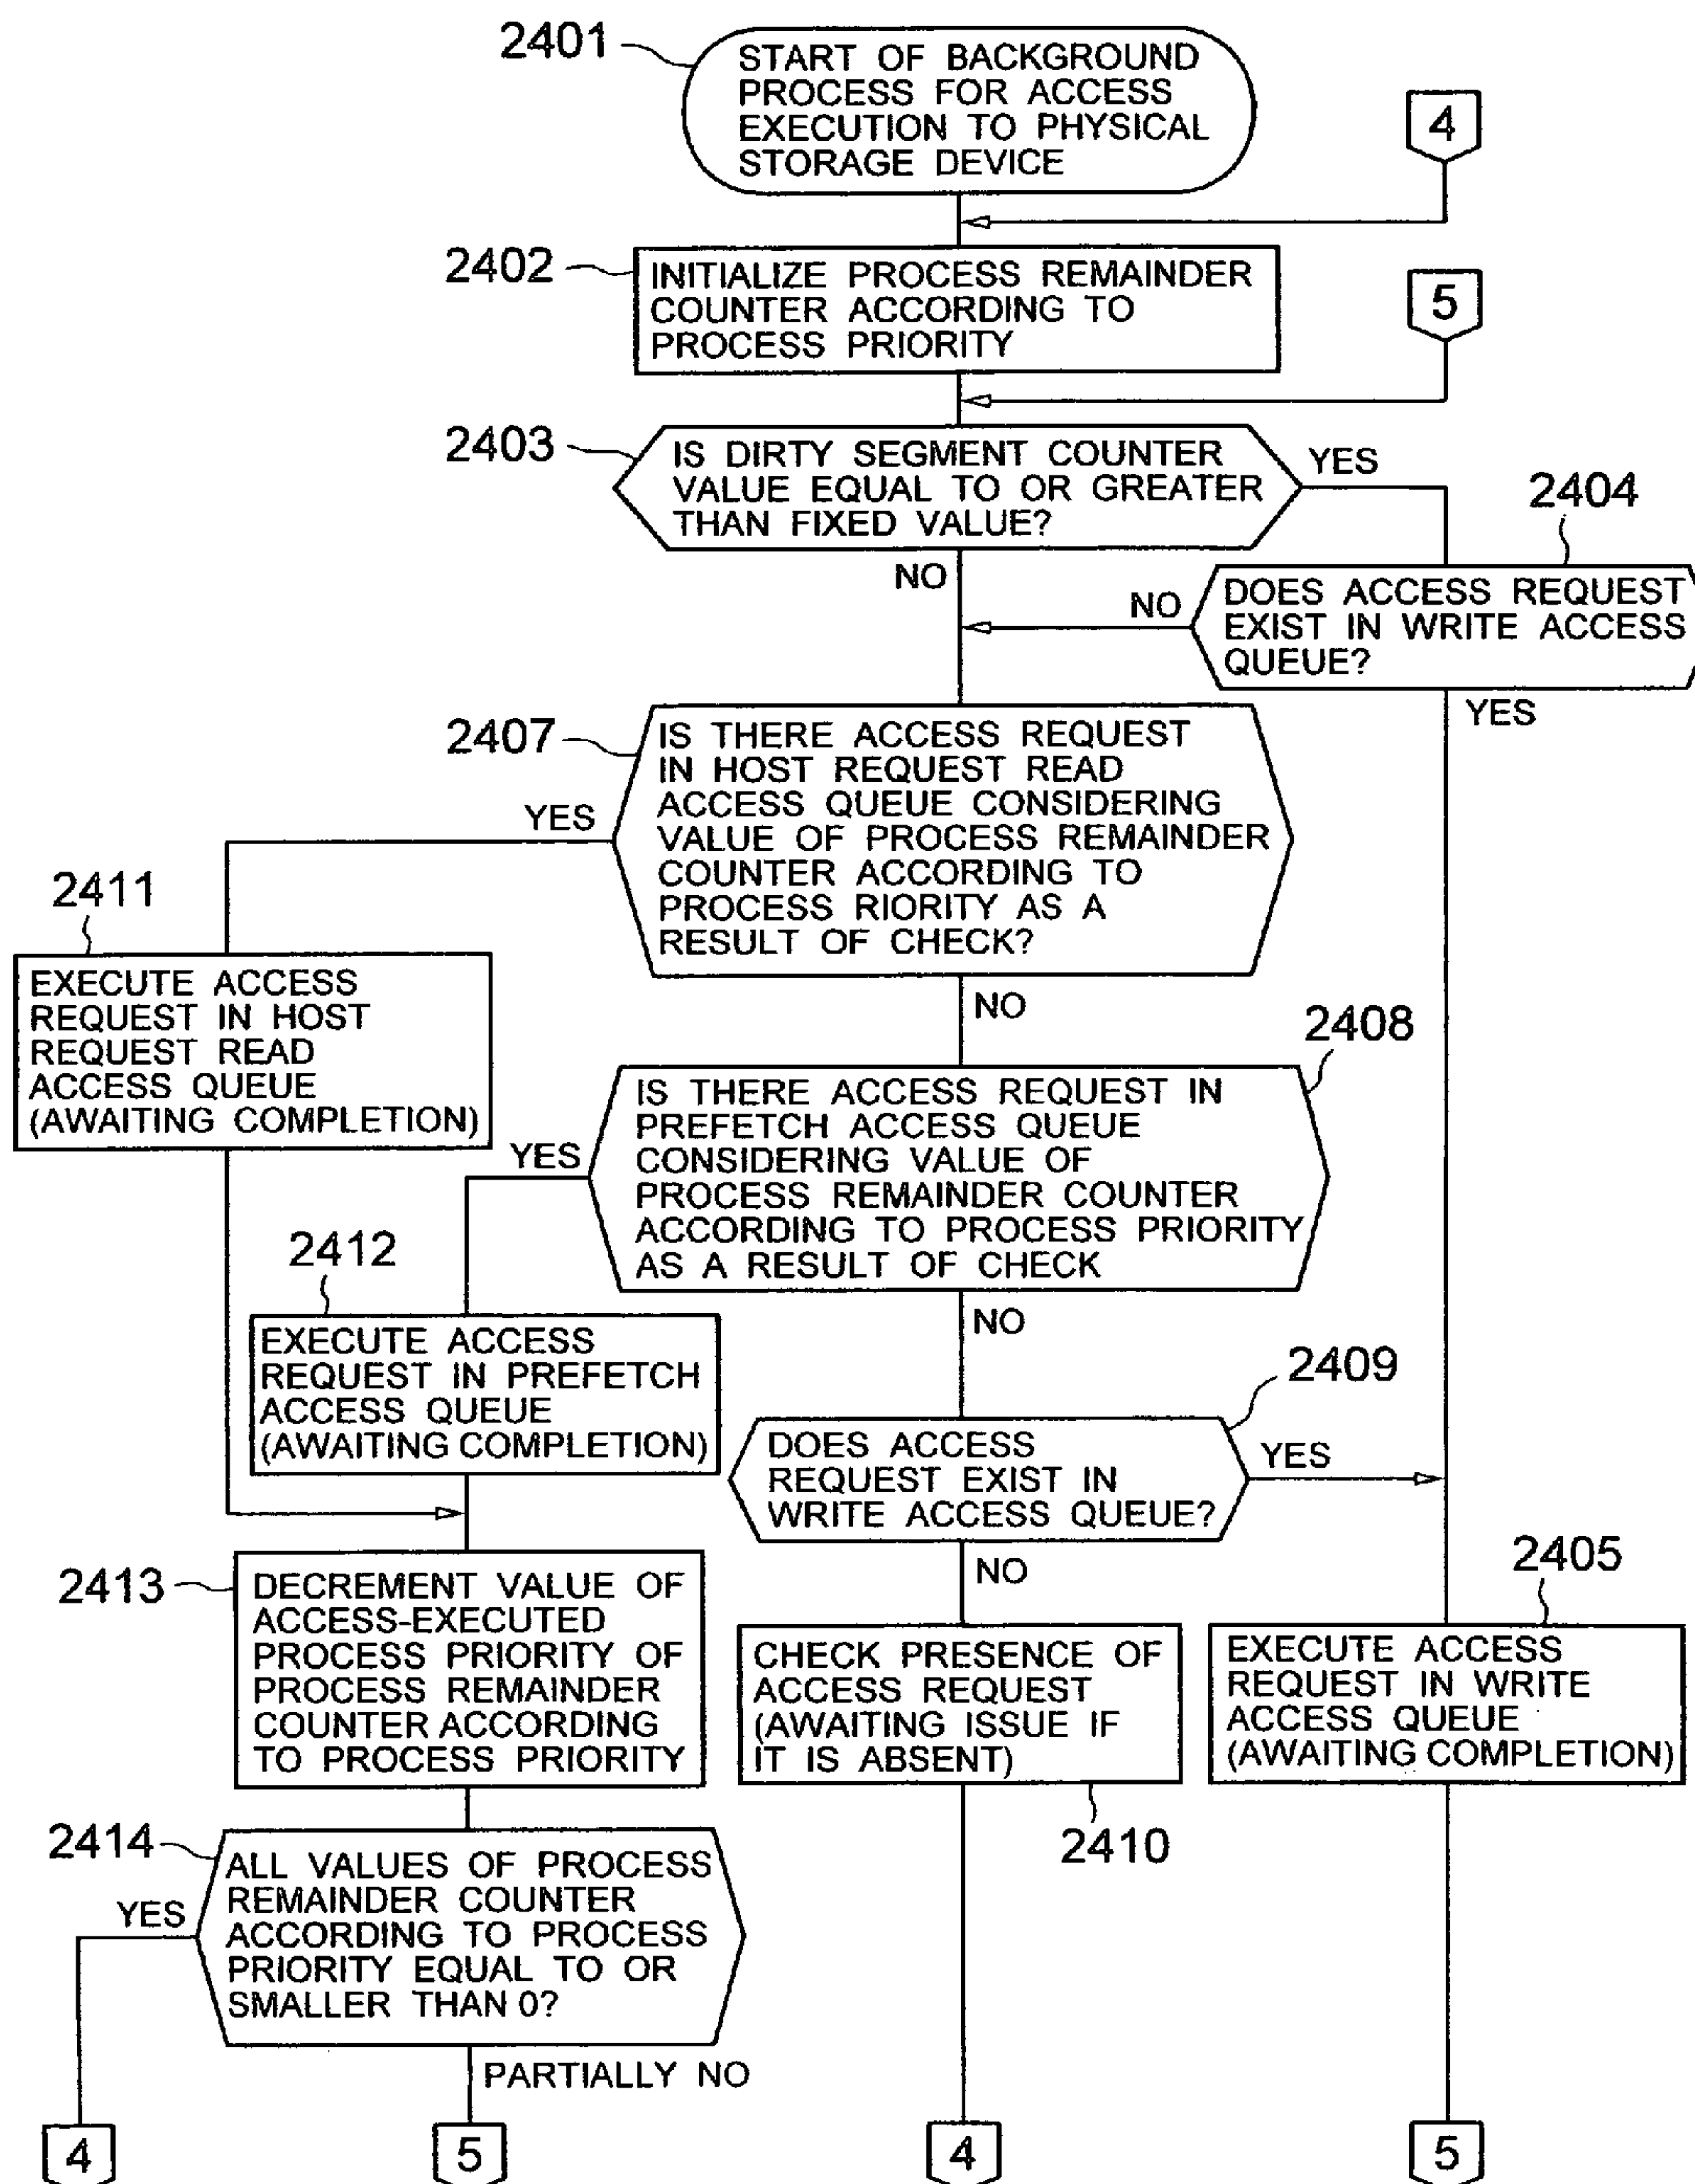 2401
START OF BACKGROUND
PROCESS FOR ACCESS
EXECUTION TO PHYSICAL
STORAGE DEVICE
4
2402
INITIALIZE PROCESS REMAINDER
COUNTER ACCORDING TO
PROCESS PRIORITY
5
2403
IS DIRTY SEGMENT COUNTER
VALUE EQUAL TO OR GREATER
THAN FIXED VALUE?
YES
NO
2404
DOES ACCESS REQUEST
EXIST IN WRITE ACCESS
QUEUE?
NO
YES
2407
IS THERE ACCESS REQUEST
IN HOST REQUEST READ
ACCESS QUEUE CONSIDERING
VALUE OF PROCESS REMAINDER
COUNTER ACCORDING TO
PROCESS RIORITY AS A
RESULT OF CHECK?
YES
NO
2411
EXECUTE ACCESS
REQUEST IN HOST
REQUEST READ
ACCESS QUEUE
(AWAITING COMPLETION)
2408
IS THERE ACCESS REQUEST IN
PREFETCH ACCESS QUEUE
CONSIDERING VALUE OF
PROCESS REMAINDER COUNTER
ACCORDING TO PROCESS PRIORITY
AS A RESULT OF CHECK
YES
NO
2412
EXECUTE ACCESS
REQUEST IN PREFETCH
ACCESS QUEUE
(AWAITING COMPLETION)
2409
DOES ACCESS
REQUEST EXIST IN
WRITE ACCESS QUEUE?
YES
NO
2413
DECREMENT VALUE OF
ACCESS-EXECUTED
PROCESS PRIORITY OF
PROCESS REMAINDER
COUNTER ACCORDING
TO PROCESS PRIORITY
CHECK PRESENCE OF
ACCESS REQUEST
(AWAITING ISSUE IF
IT IS ABSENT)
2410
2405
EXECUTE ACCESS
REQUEST IN WRITE
ACCESS QUEUE
(AWAITING COMPLETION)
2414
ALL VALUES OF PROCESS
REMAINDER COUNTER
ACCORDING TO PROCESS
PRIORITY EQUAL TO OR
SMALLER THAN 0?
YES
PARTIALLY NO
4
5
4
5